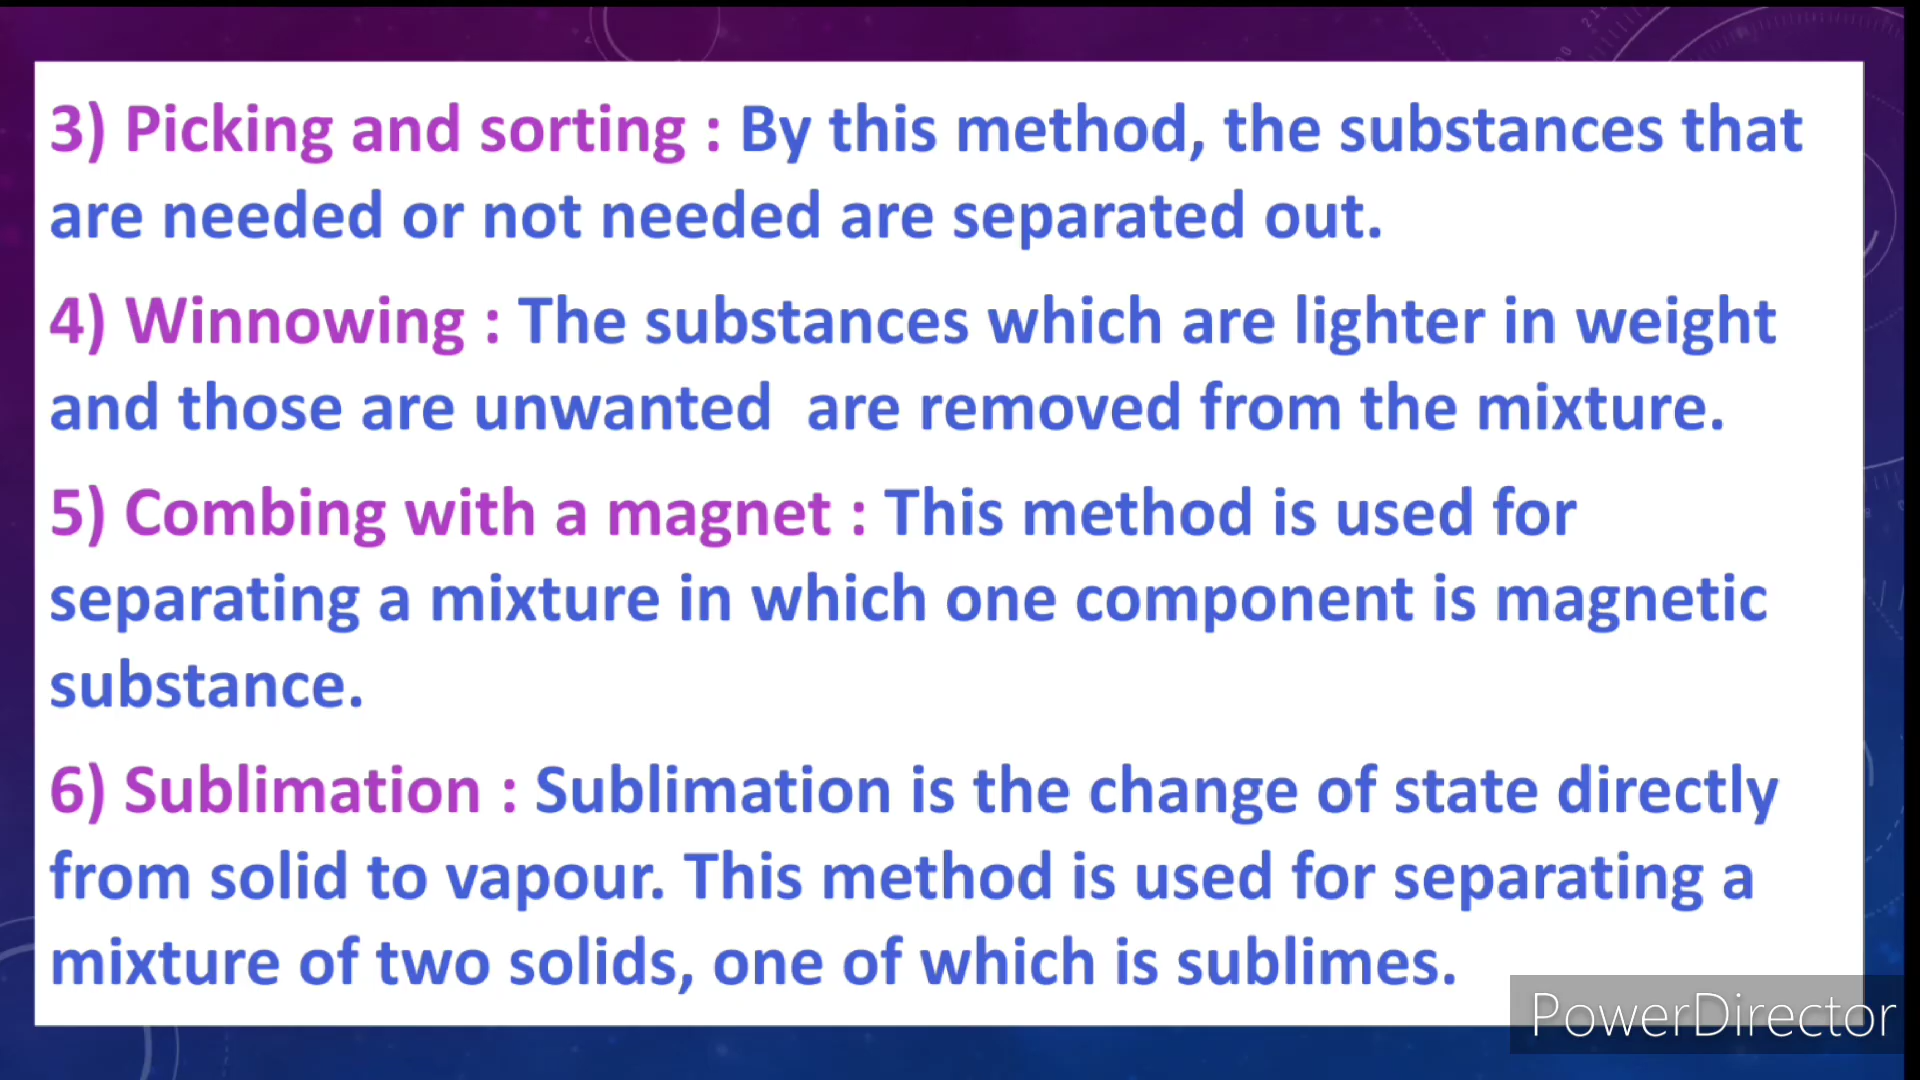 3) Picking and sorting : By this method, the substances that
are needed or not needed are separated out.
4) Winnowing : The substances which are lighter in weight
and those are unwanted  are removed from the mixture.
5) Combing with a magnet : This method is used for
separating a mixture in which one component is magnetic
substance.
6) Sublimation : Sublimation is the change of state directly
from solid to vapour. This method is used for separating a
mixture of two solids, one of which is sublimes.
PowerDirector